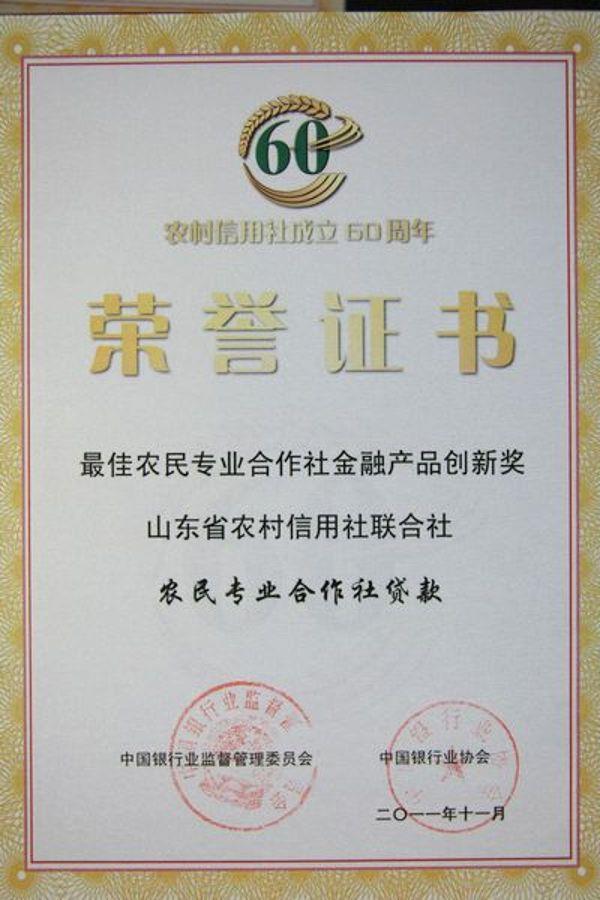 60
农村信用社成立60周年
荣誉证书
最佳农民专业合作社金融产品创新奖
山东省农村信用社联合社
农民专业合作社贷款
中国银行业监督管理委员会
中国银行业协会
二〇一一年十一月